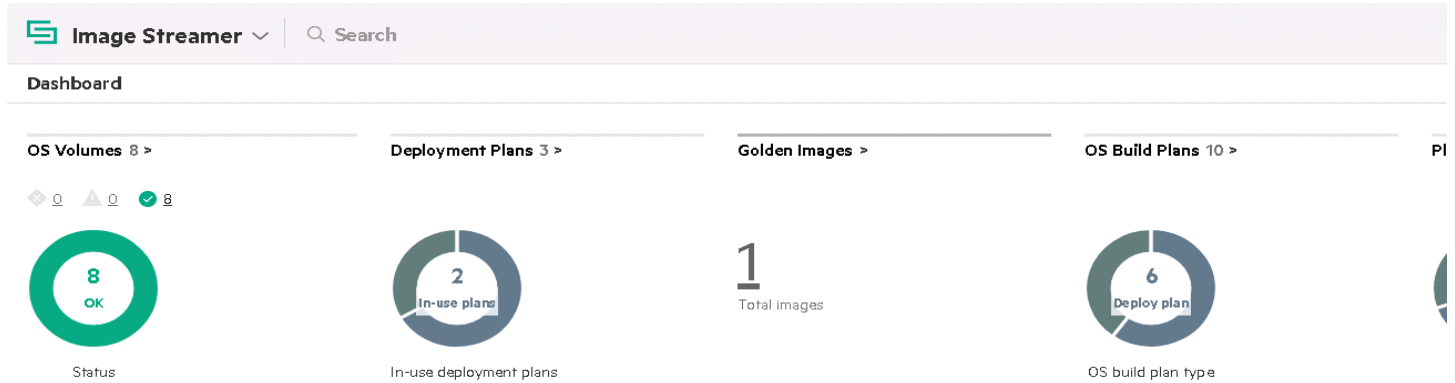 Image Streamer Search
Dashboard
OS Volumes 8 > Deployment Plans 3 > Golden Images > OS Build Plans 10 > Pl
0 0 8
8 2 1 6
OK In-use plans Total images Deploy plan
Status In-use deployment plans OS build plan type